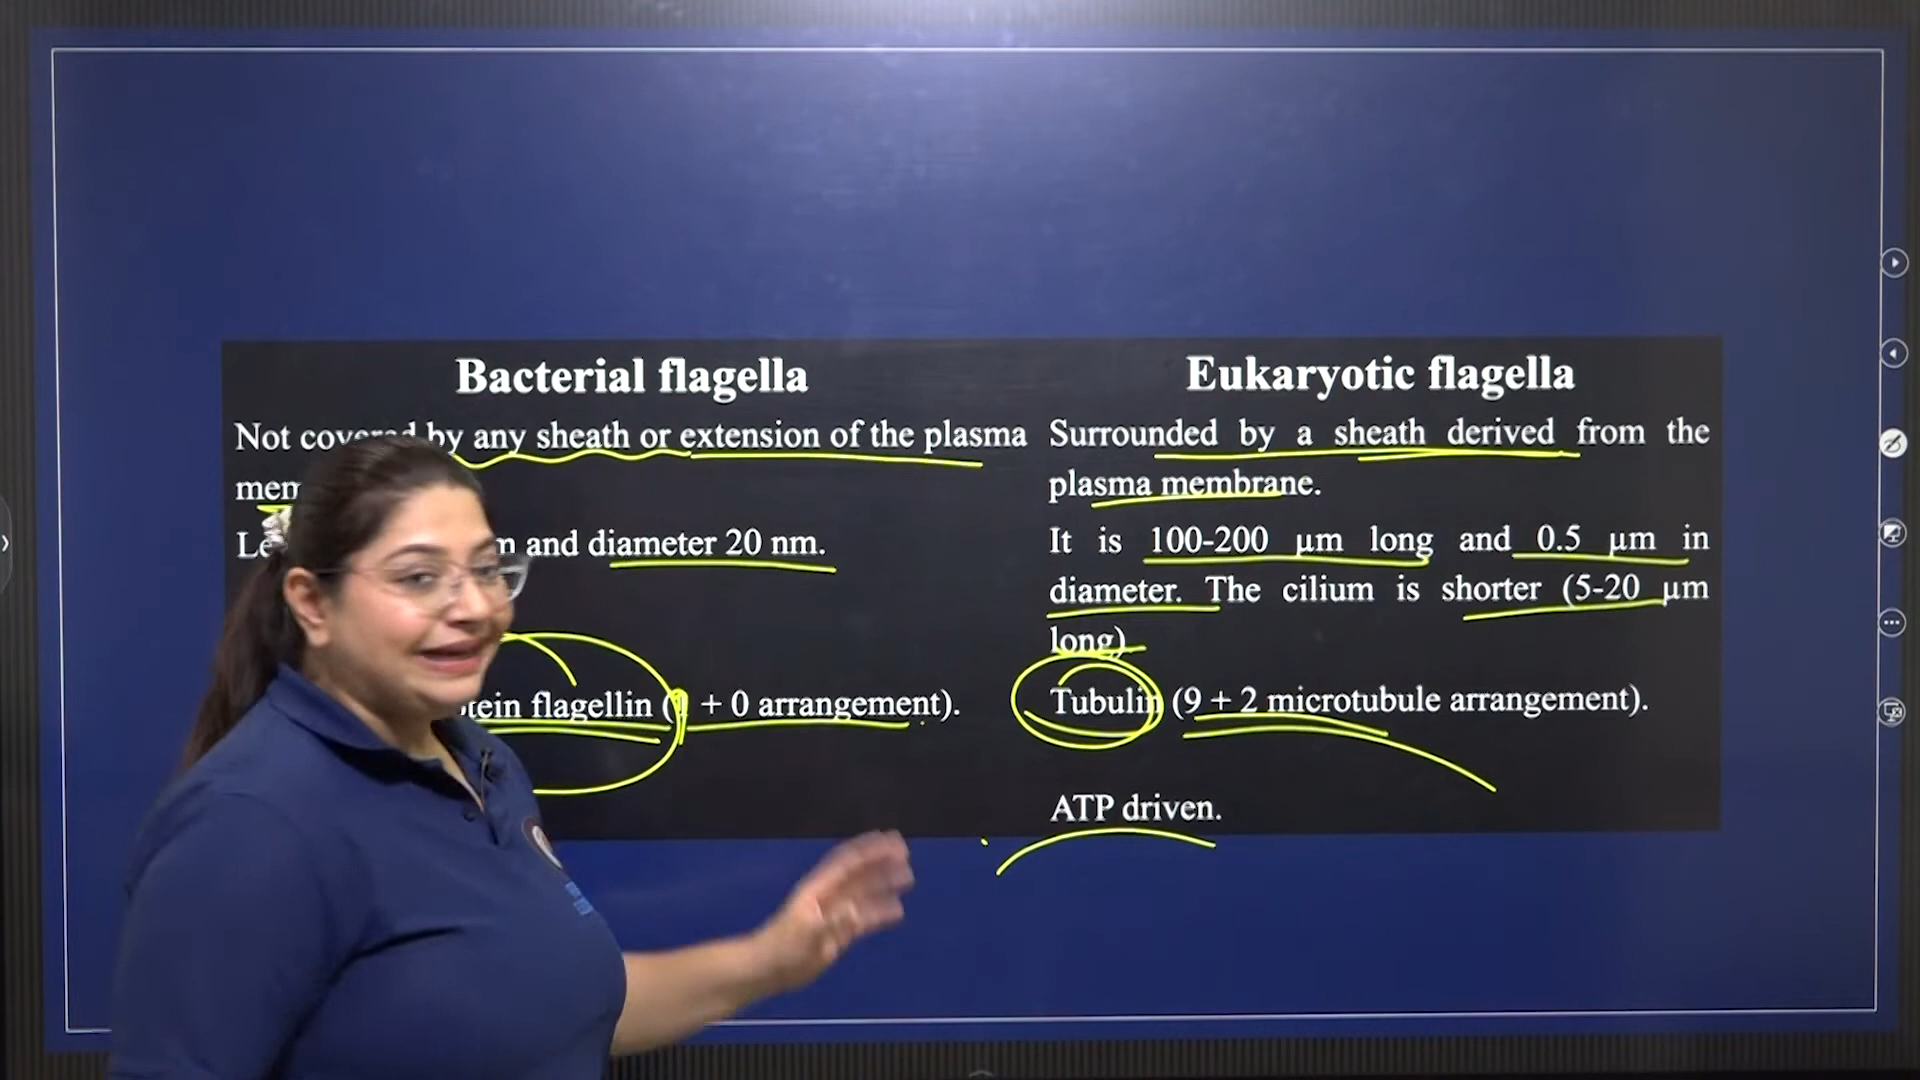 Bacterial flagella
Not covered by any sheath or extension of the plasma
mem
Le m and diameter 20 nm.
tein flagellin (1 + 0 arrangement).
Eukaryotic flagella
Surrounded by a sheath derived from the
plasma membrane.
It is 100-200 µm long and 0.5 µm in
diameter. The cilium is shorter (5-20 µm
long)
Tubulin (9 + 2 microtubule arrangement).
ATP driven.